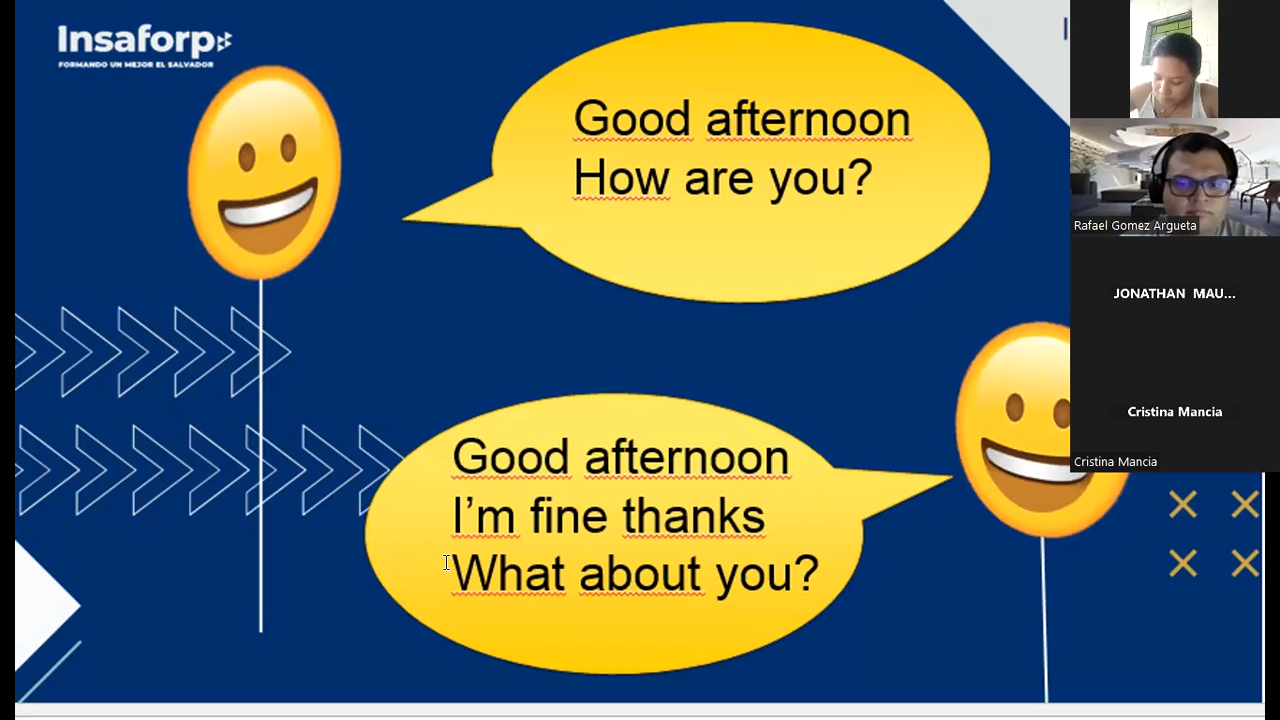 Insaforp
FORMANDO UN MEJOR EL SALVADOR
Good afternoon
How are you?
Good afternoon
I'm fine thanks
What about you?
Rafael Gomez Argueta
JONATHAN MAU...
Cristina Mancia
Cristina Mancia